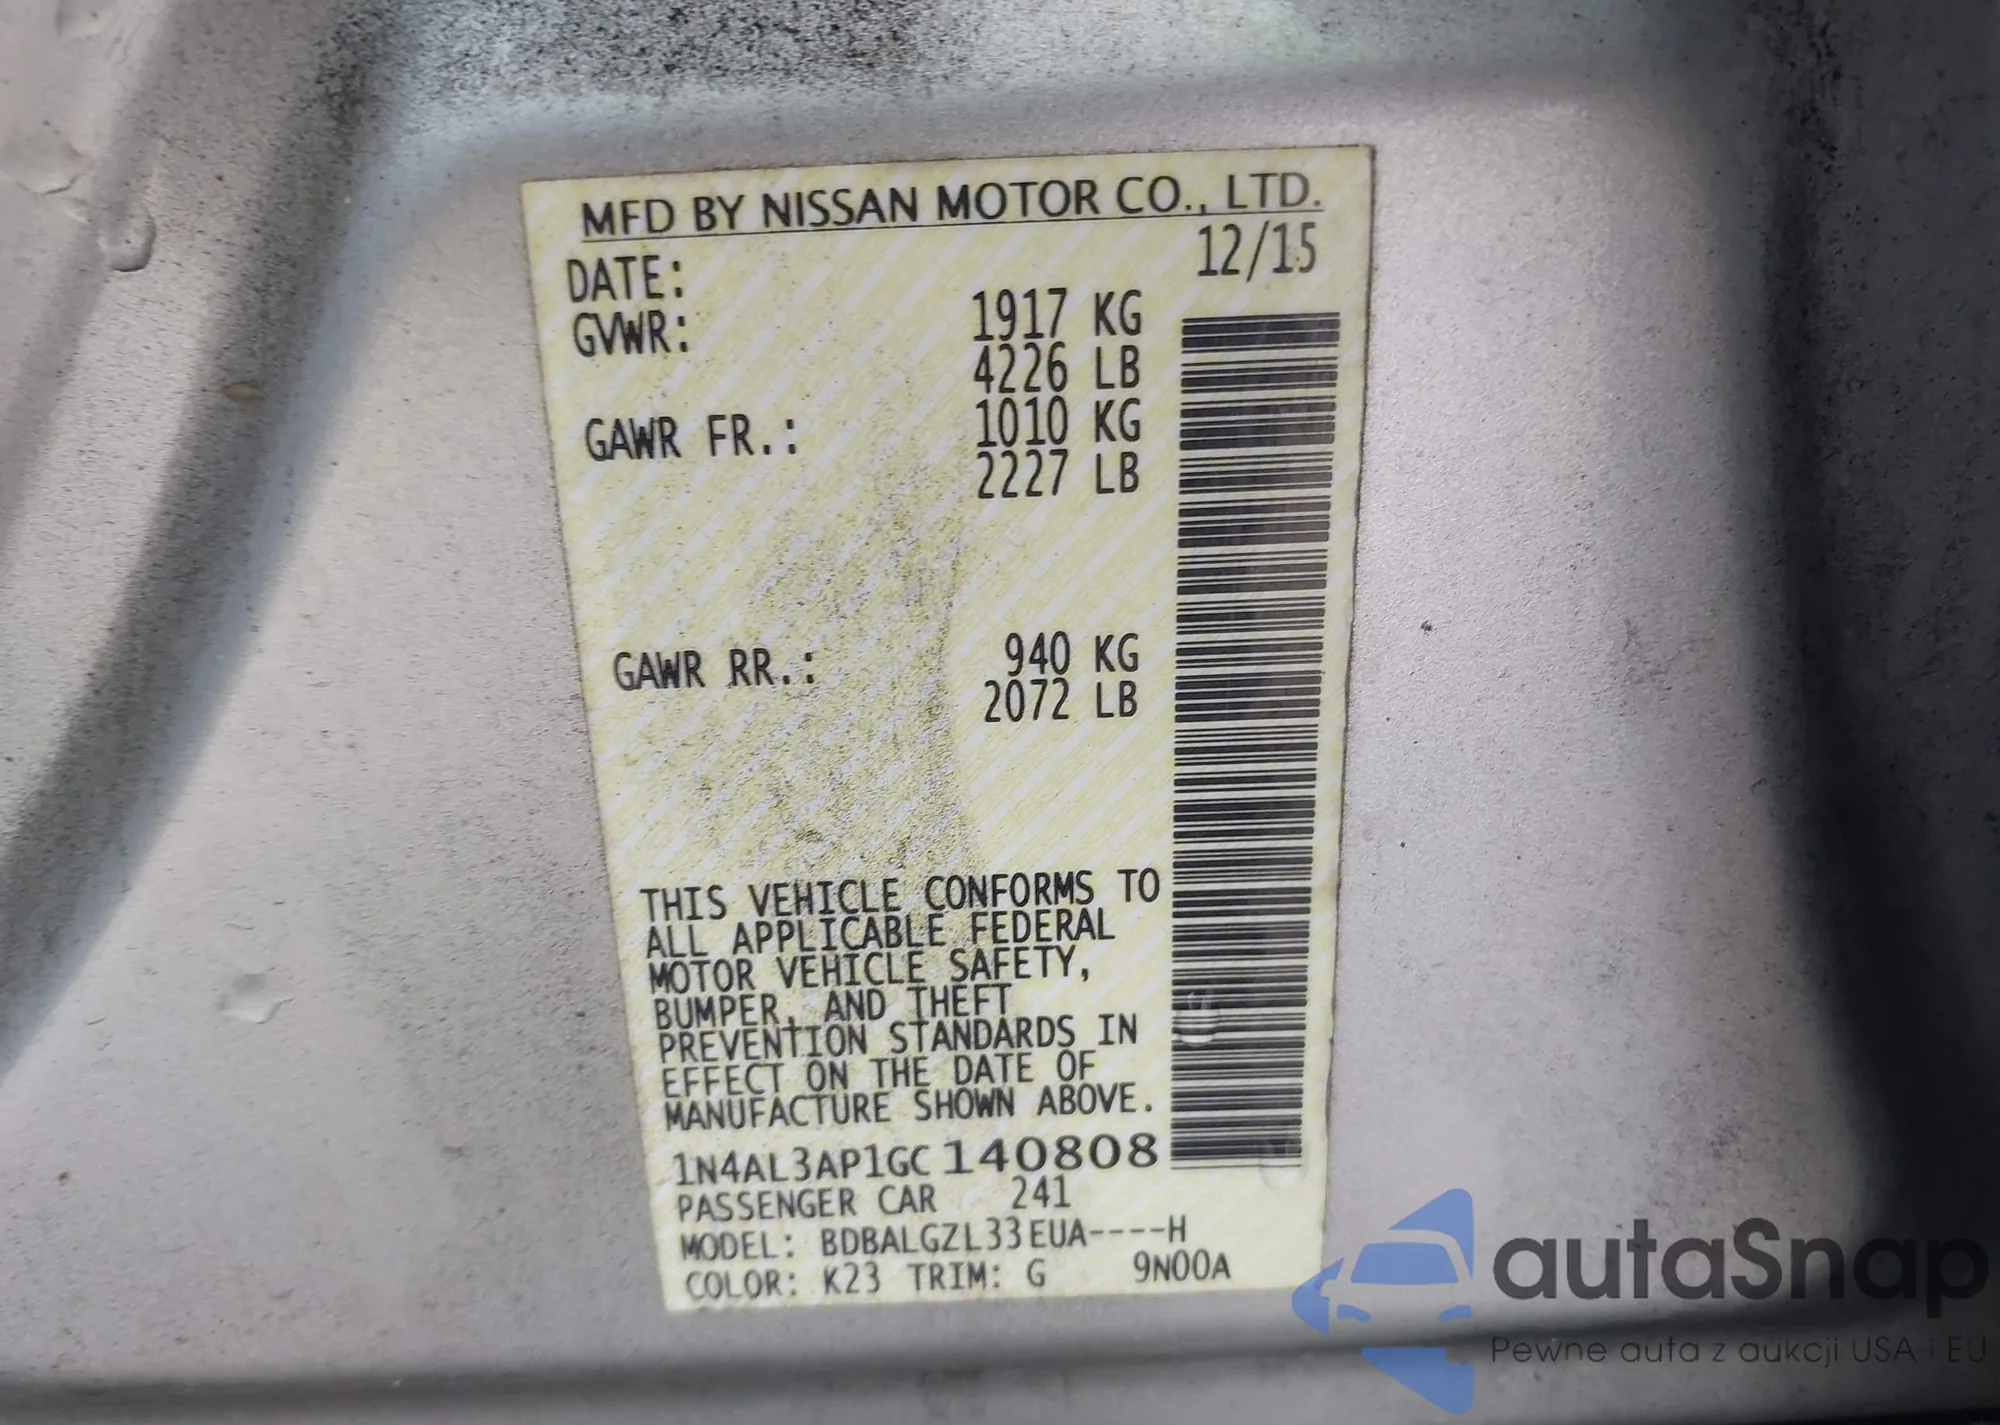 MFD BY NISSAN MOTOR CO., LTD.
DATE: 12/15
GVWR: 1917 KG
4226 LB
GAWR FR.: 1010 KG
2227 LB
GAWR RR.: 940 KG
2072 LB
THIS VEHICLE CONFORMS TO
ALL APPLICABLE FEDERAL
MOTOR VEHICLE SAFETY,
BUMPER, AND THEFT
PREVENTION STANDARDS IN
EFFECT ON THE DATE OF
MANUFACTURE SHOWN ABOVE.
1N4AL3AP1GC140808
PASSENGER CAR 241
MODEL: BDBALGZL33EUA----H
COLOR: K23 TRIM: G 9N00A
autaSnap
Pewne auta z aukcji USA i EU